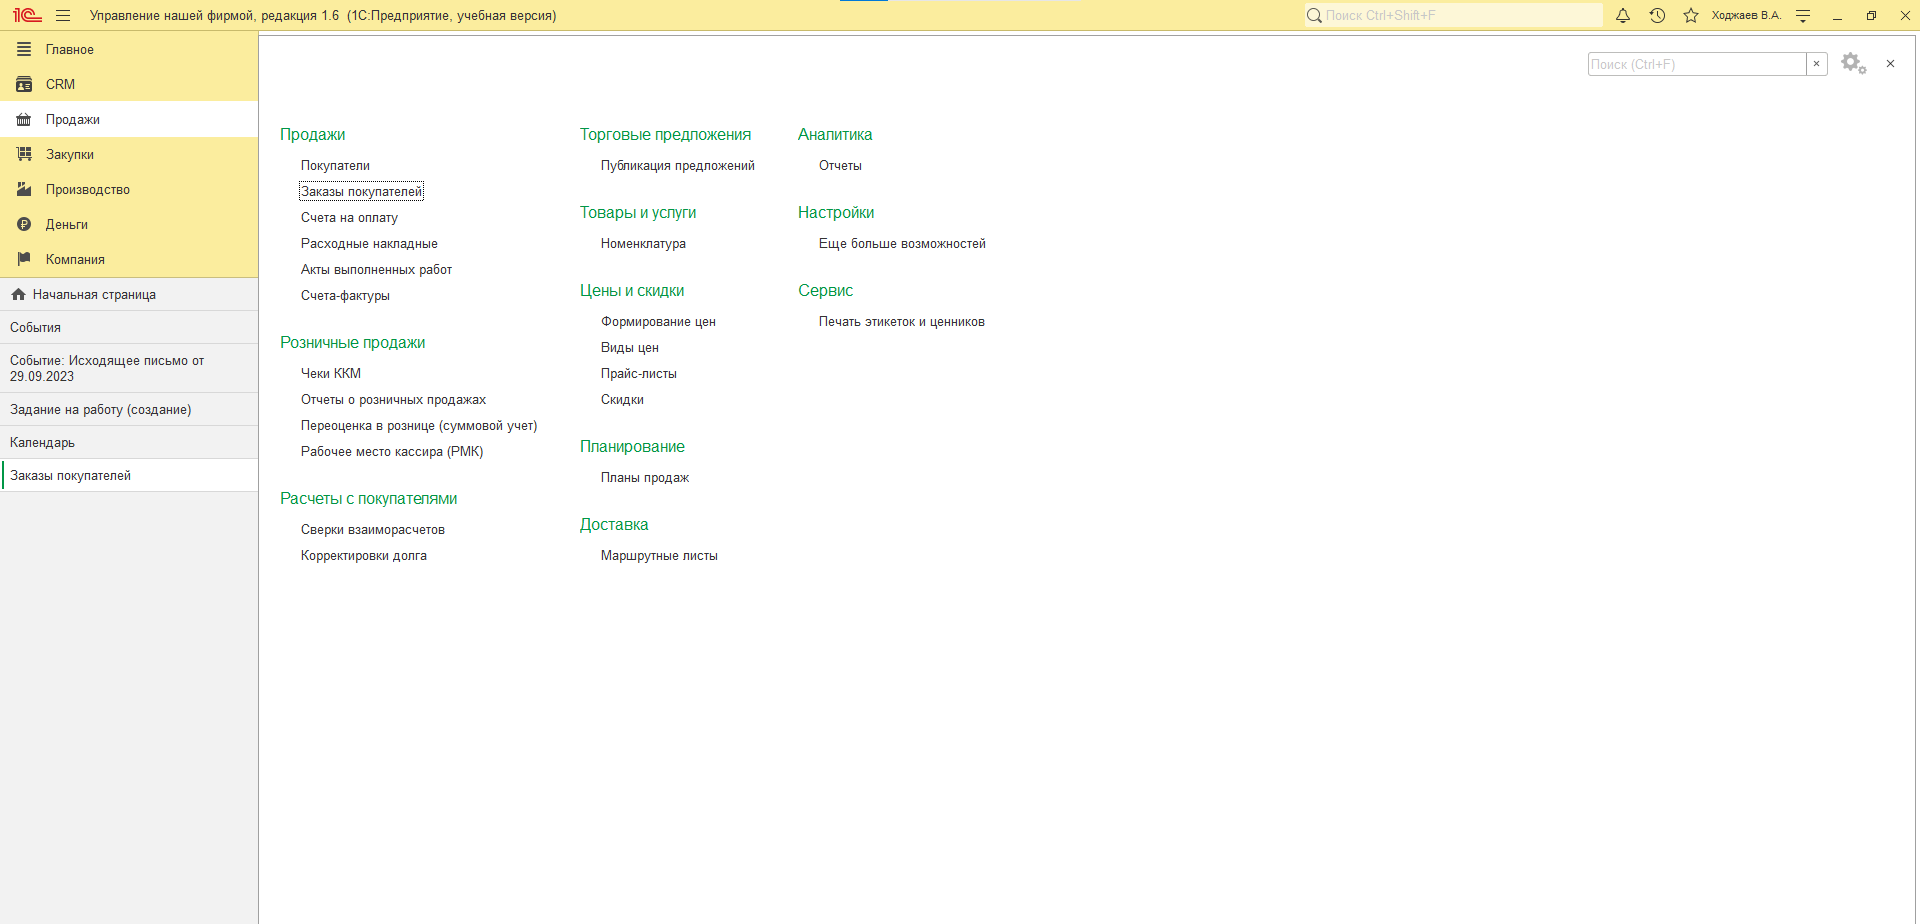 1С Управление нашей фирмой, редакция 1.6 (1С:Предприятие, учебная версия)
Поиск Ctrl+Shift+F
Ходжаев В.А.
Главное
CRM
Продажи
Закупки
Производство
Деньги
Компания
Начальная страница
События
Событие: Исходящее письмо от
29.09.2023
Задание на работу (создание)
Календарь
Заказы покупателей
Поиск (Ctrl+F)
Продажи
Покупатели
Заказы покупателей
Счета на оплату
Расходные накладные
Акты выполненных работ
Счета-фактуры
Розничные продажи
Чеки ККМ
Отчеты о розничных продажах
Переоценка в рознице (суммовой учет)
Рабочее место кассира (РМК)
Расчеты с покупателями
Сверки взаиморасчетов
Корректировки долга
Торговые предложения
Публикация предложений
Товары и услуги
Номенклатура
Цены и скидки
Формирование цен
Виды цен
Прайс-листы
Скидки
Планирование
Планы продаж
Доставка
Маршрутные листы
Аналитика
Отчеты
Настройки
Еще больше возможностей
Сервис
Печать этикеток и ценников